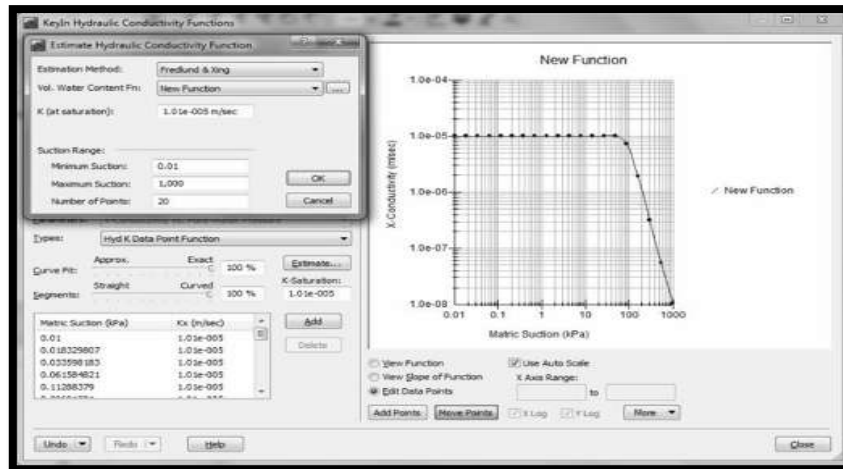 KeyIn Hydraulic Conductivity Functions
Estimate Hydraulic Conductivity Function
Estimation Method: Fredlund & Xing
Vol. Water Content Fn: New Function ...
K (at saturation): 1.01e-005 m/sec
Suction Range:
Minimum Suction: 0.01
Maximum Suction: 1,000
Number of Points: 20
OK
Cancel
Types: Hyd K Data Point Function
Curve Fit: Approx. Exact 100 % Estimate...
Segments: Straight Curved 100 % K-Saturation: 1.01e-005
Matric Suction (kPa) Kx (m/sec)
0.01 1.01e-005
0.018329807 1.01e-005
0.033598183 1.01e-005
0.061584821 1.01e-005
0.11288379 1.01e-005
Add
Delete
New Function
1.0e-04
1.0e-05
1.0e-06
1.0e-07
1.0e-08
X-Conductivity (m/sec)
0.01 0.1 1 10 100 1000
Matric Suction (kPa)
New Function
View Function
View Slope of Function
Edit Data Points
Use Auto Scale
X Axis Range:
to
Add Points Move Points X Log Y Log More...
Undo Redo Help Close